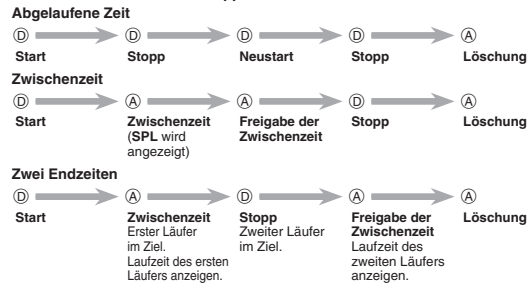 Abgelaufene Zeit
Ⓓ Ⓓ Ⓓ Ⓓ Ⓐ
Start Stopp Neustart Stopp Löschung
Zwischenzeit
Ⓓ Ⓐ Ⓐ Ⓓ Ⓐ
Start Zwischenzeit Freigabe der Stopp Löschung
(SPL wird Zwischenzeit
angezeigt)
Zwei Endzeiten
Ⓓ Ⓐ Ⓓ Ⓐ Ⓐ
Start Zwischenzeit Stopp Freigabe der Löschung
Erster Läufer Zweiter Läufer Zwischenzeit
im Ziel. im Ziel. Laufzeit des
Laufzeit des ersten zweiten Läufers
Läufers anzeigen. anzeigen.